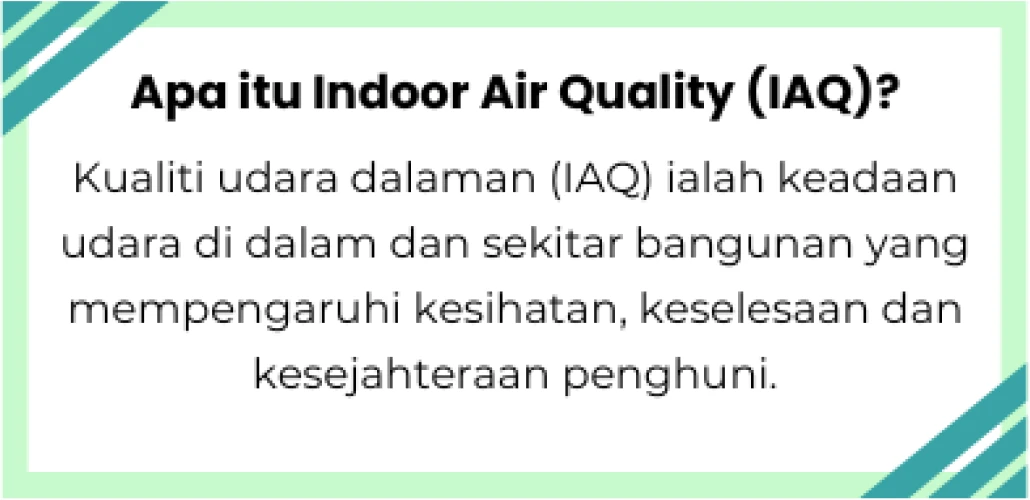 Apa itu Indoor Air Quality (IAQ)?
Kualiti udara dalaman (IAQ) ialah keadaan
udara di dalam dan sekitar bangunan yang
mempengaruhi kesihatan, keselesaan dan
kesejahteraan penghuni.